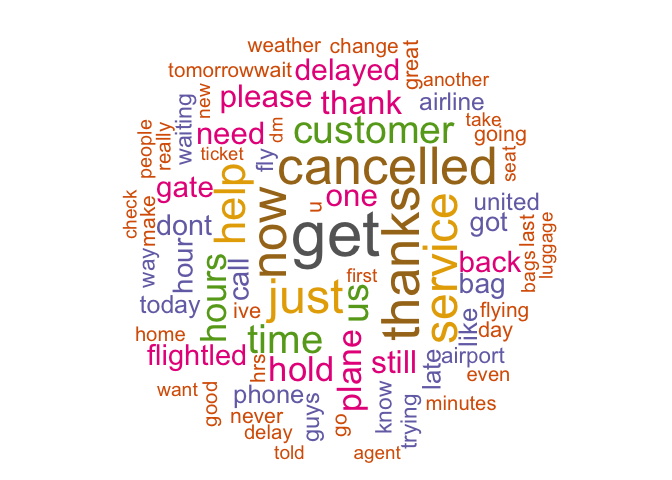 weather
change
great
tomorrow
wait
delayed
another
new
please
thank
airline
take
people
really
waiting
need
dm
customer
going
ticket
fly
cancelled
seat
gate
help
one
united
check
make
dont
now
u
get
thanks
service
got
last
way
hour
call
first
back
bags
luggage
today
hours
ive
just
us
bag
like
flying
day
home
time
flightled
hrs
hold
plane
still
late
airport
even
want
good
phone
guys
go
know
trying
minutes
never
delay
told
agent